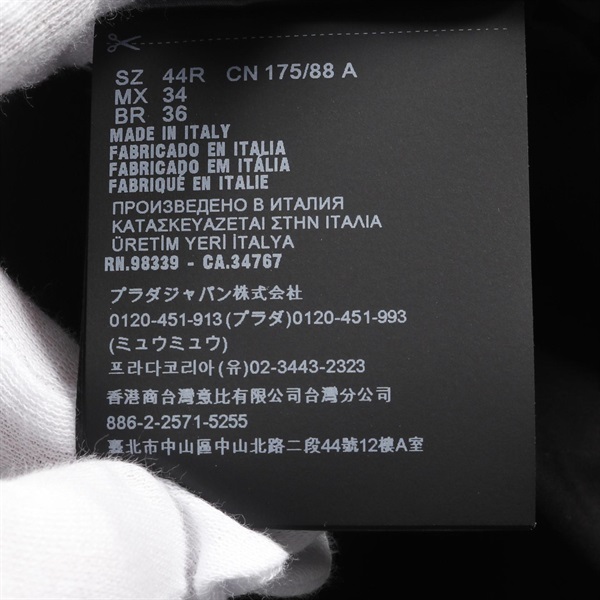 SZ 44R CN 175/88 A
MX 34
BR 36
MADE IN ITALY
FABRICADO EN ITALIA
FABRICADO EM ITÁLIA
FABRIQUÉ EN ITALIE
ПРОИЗВЕДЕНО В ИТАЛИЯ
ΚΑΤΑΣΚΕΥΑΖΕΤΑΙ ΣΤΗΝ ΙΤΑΛΙΑ
ÜRETİM YERİ İTALYA
RN.98339 - CA.34767
プラダジャパン株式会社
0120-451-913(プラダ)0120-451-993
(ミュウミュウ)
프라다코리아 (유)02-3443-2323
香港商台灣意比有限公司台灣分公司
886-2-2571-5255
臺北市中山區中山北路二段44號12樓A室